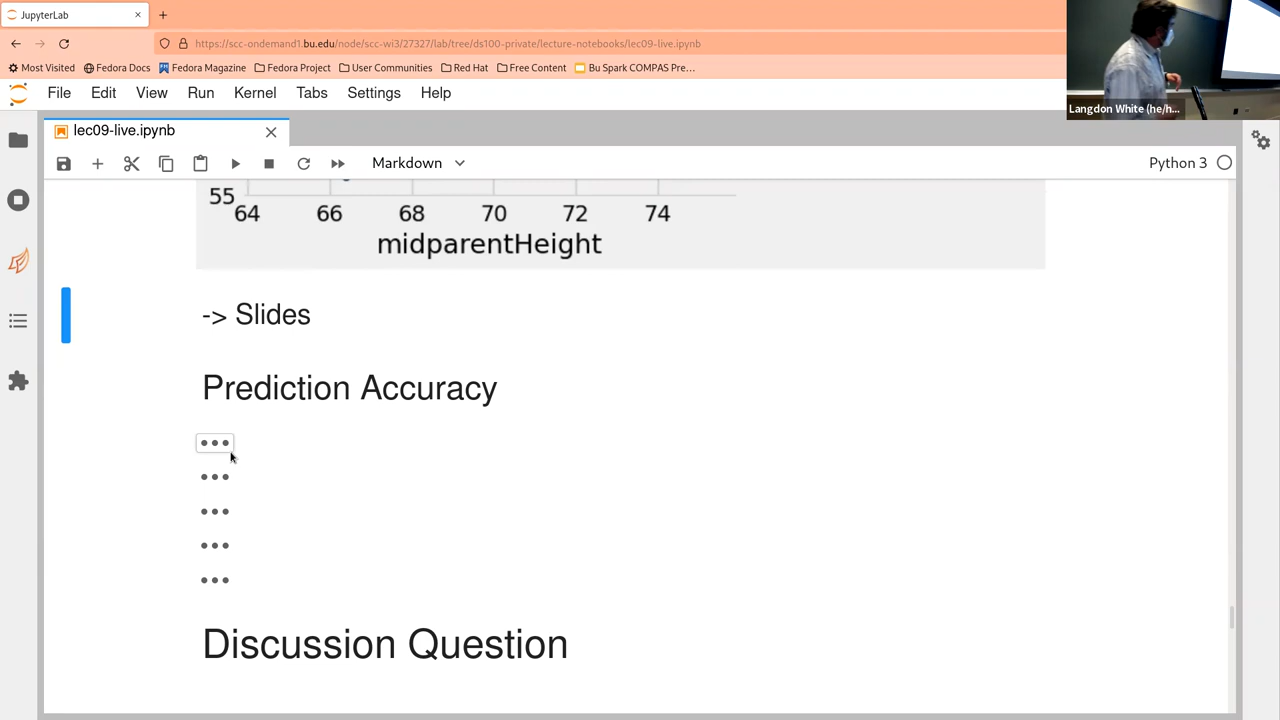 JupyterLab
https://scc-ondemand1.bu.edu/node/scc-wi3/27327/lab/tree/ds100-private/lecture-notebooks/lec09-live.ipynb
Most Visited Fedora Docs Fedora Magazine Fedora Project User Communities Red Hat Free Content Bu Spark COMPAS Pre...
Langdon White (he/h...
File Edit View Run Kernel Tabs Settings Help
lec09-live.ipynb
Markdown Python 3
55
64 66 68 70 72 74
midparentHeight
-> Slides
Prediction Accuracy
Discussion Question